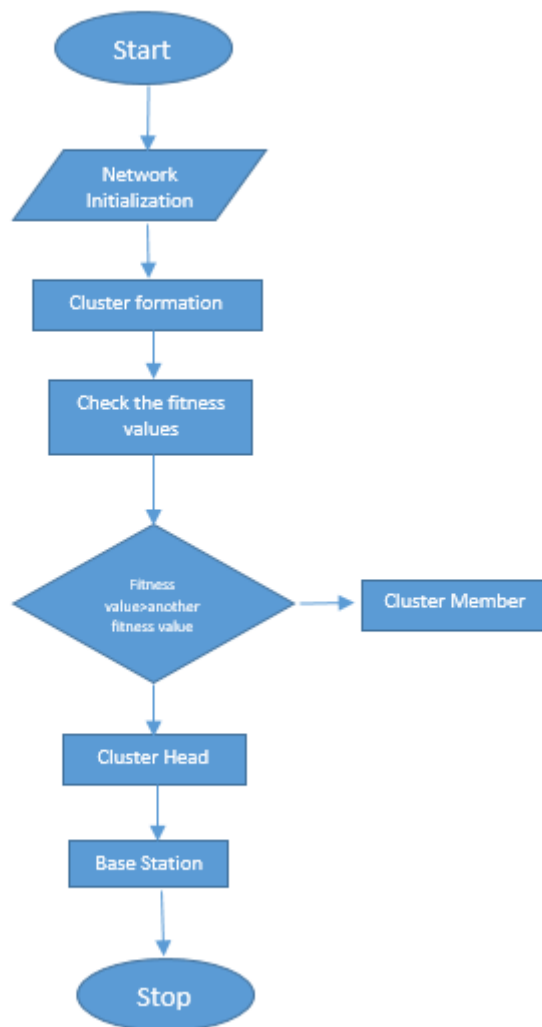 Start
Network
Initialization
Cluster formation
Check the fitness
values
Fitness
value>another
fitness value
Cluster Member
Cluster Head
Base Station
Stop